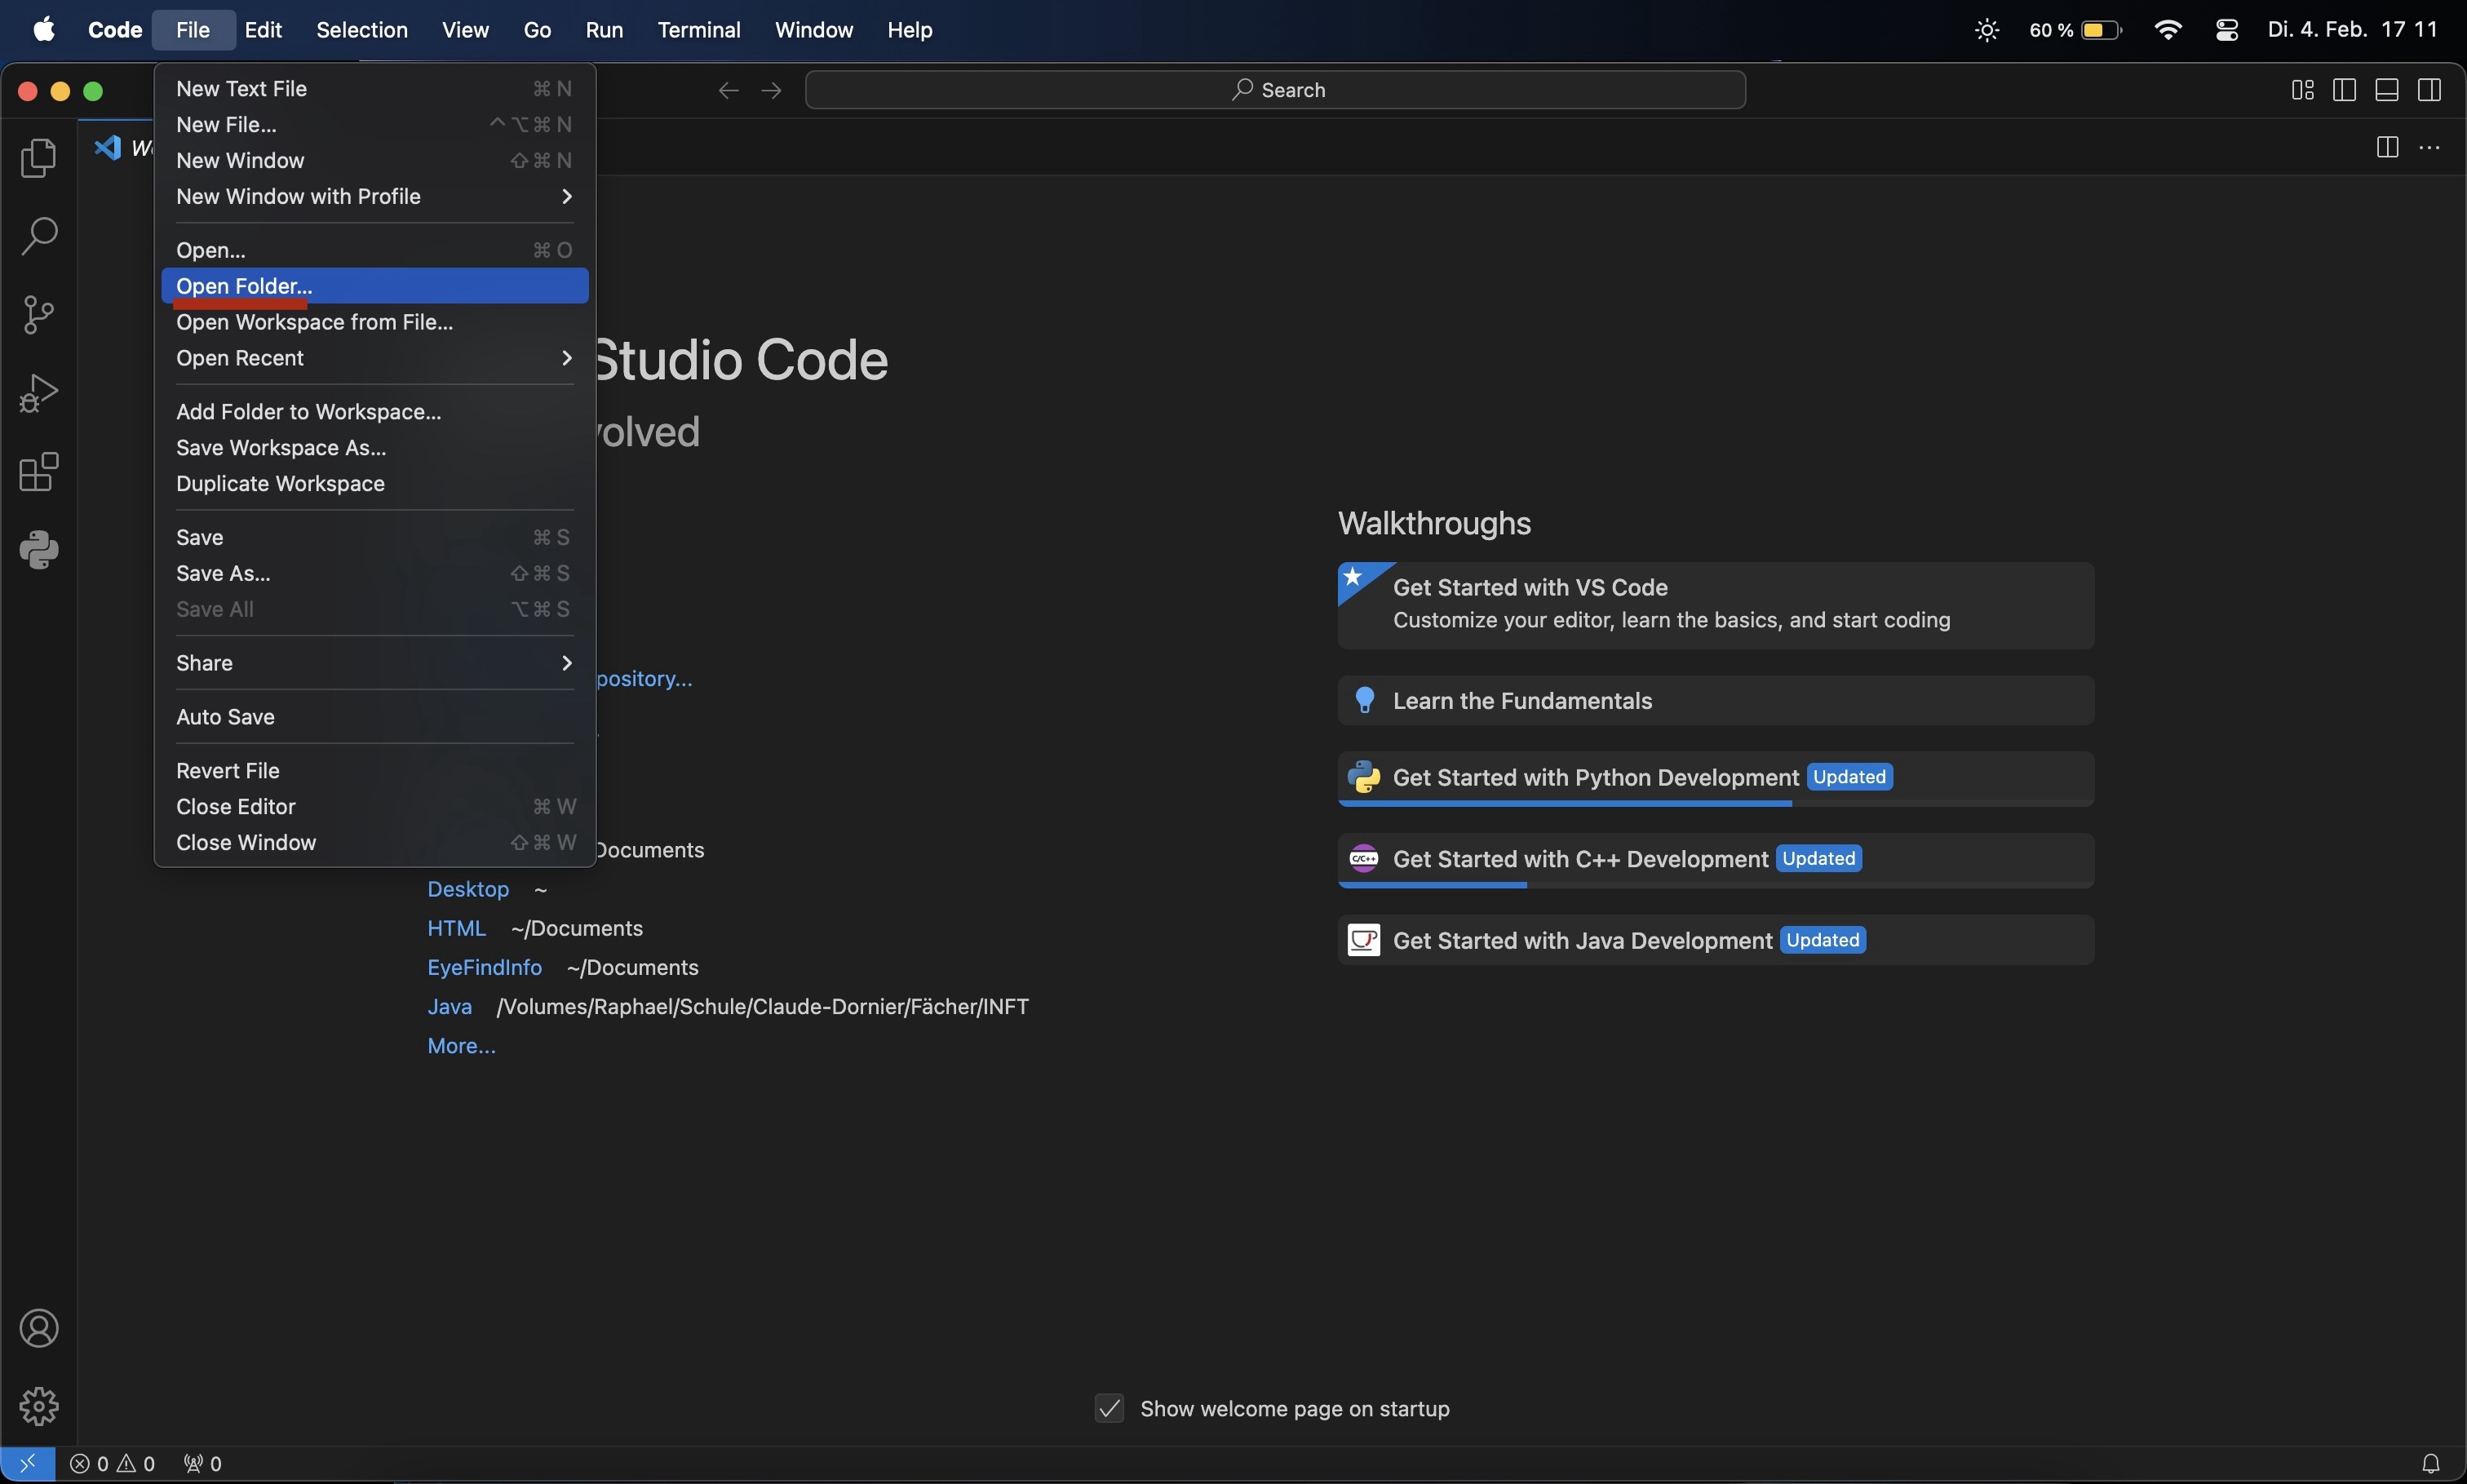 Code File Edit Selection View Go Run Terminal Window Help 60 % Di. 4. Feb. 17 11
Search
New Text File ⌘ N
New File... ^⌥⌘ N
New Window ⇧⌘ N
New Window with Profile
Open... ⌘ O
Open Folder...
Open Workspace from File...
Open Recent
Add Folder to Workspace...
Save Workspace As...
Duplicate Workspace
Save ⌘ S
Save As... ⇧⌘ S
Save All ⌥⌘ S
Share
Auto Save
Revert File
Close Editor ⌘ W
Close Window ⇧⌘ W
Studio Code
volved
pository...
Documents
Desktop ~
HTML ~/Documents
EyeFindInfo ~/Documents
Java /Volumes/Raphael/Schule/Claude-Dornier/Fächer/INFT
More...
Walkthroughs
Get Started with VS Code
Customize your editor, learn the basics, and start coding
Learn the Fundamentals
Get Started with Python Development Updated
C/C++ Get Started with C++ Development Updated
Get Started with Java Development Updated
Show welcome page on startup
0 0 0